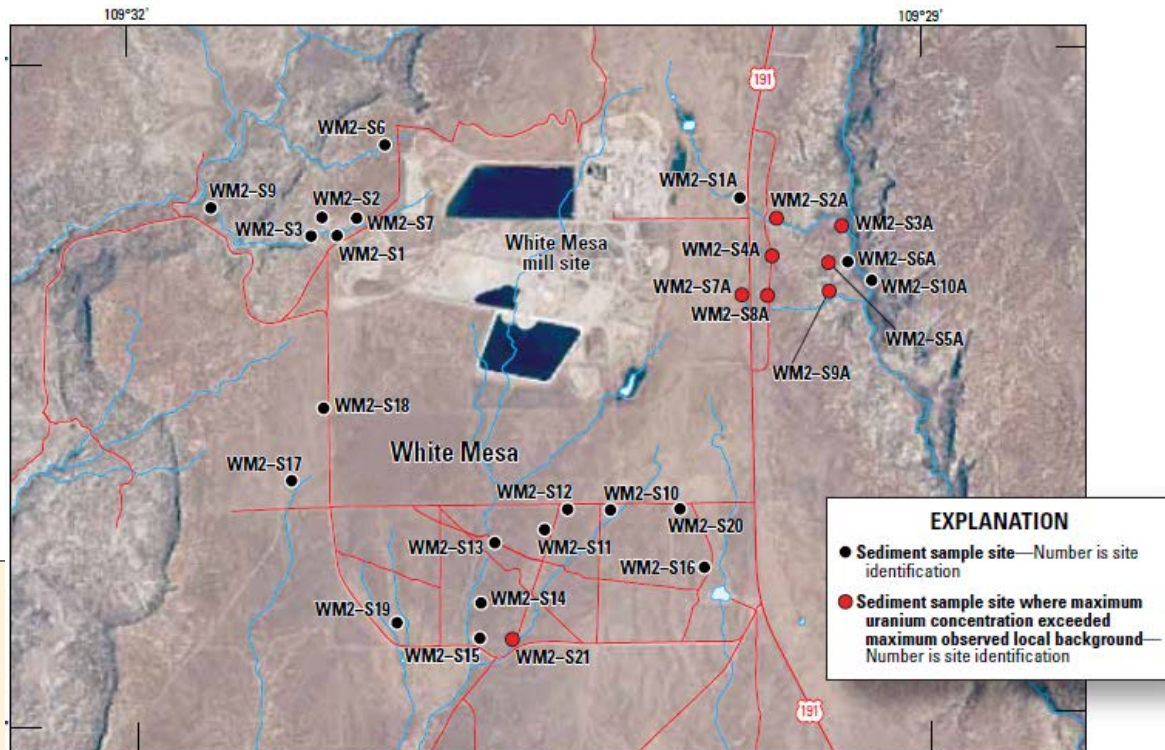 109°32'
109°29'
191
WM2–S6
WM2–S1A
WM2–S9
WM2–S2
WM2–S2A
WM2–S7
WM2–S3
WM2–S3A
WM2–S1
White Mesa
mill site
WM2–S4A
WM2–S6A
WM2–S7A
WM2–S10A
WM2–S8A
WM2–S5A
WM2–S9A
WM2–S18
White Mesa
WM2–S17
WM2–S12
WM2–S10
WM2–S20
WM2–S13
WM2–S11
WM2–S16
WM2–S14
WM2–S19
WM2–S15
WM2–S21
191
EXPLANATION
Sediment sample site—Number is site
identification
Sediment sample site where maximum
uranium concentration exceeded
maximum observed local background—
Number is site identification